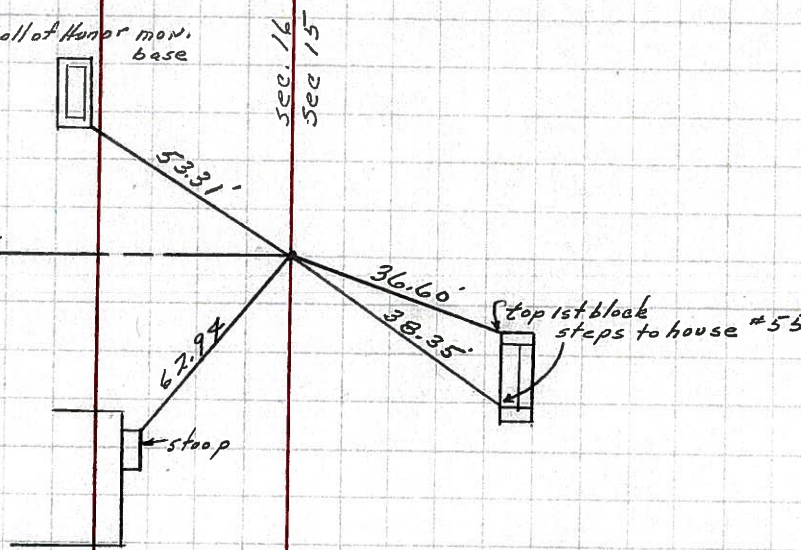 oll of Honor mon.
base
Sec. 16
Sec 15
53.31'
36.60'
38.35'
top 1st block
steps to house #55
62.94
stoop